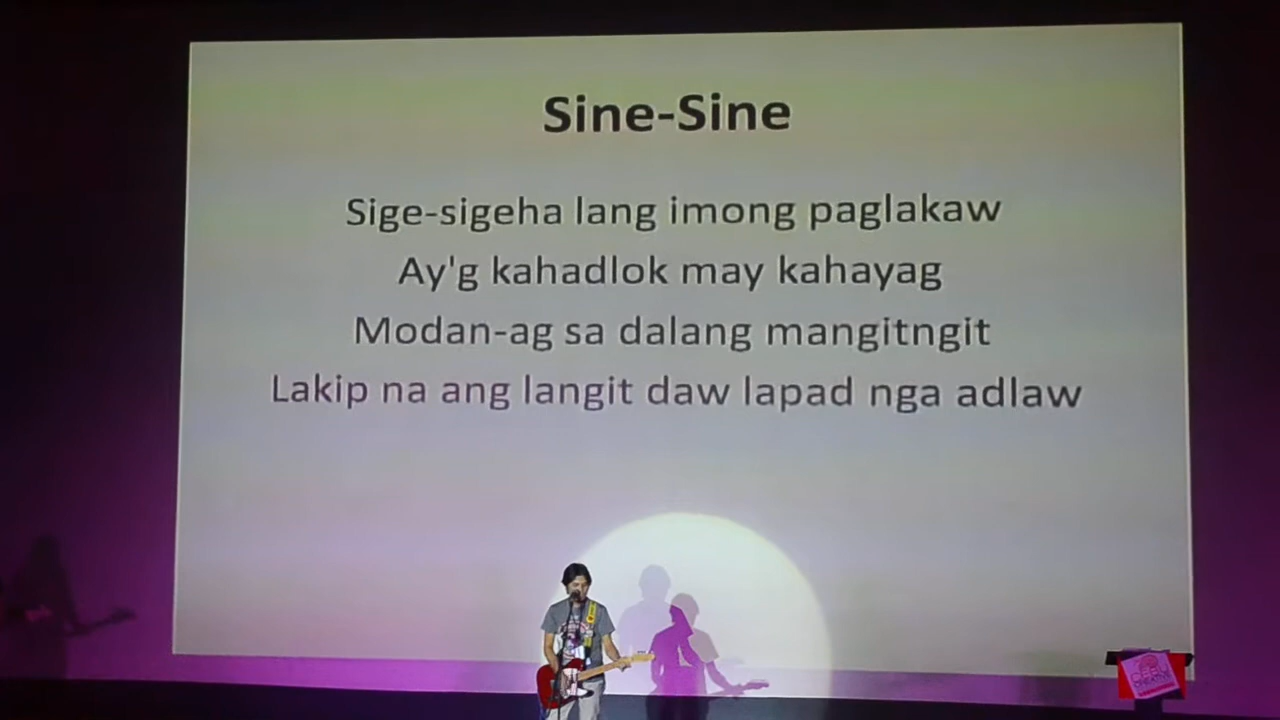 Sine-Sine
Sige-sigeha lang imong paglakaw
Ay'g kahadlok may kahayag
Modan-ag sa dalang mangitngit
Lakip na ang langit daw lapad nga adlaw
CREATIVE